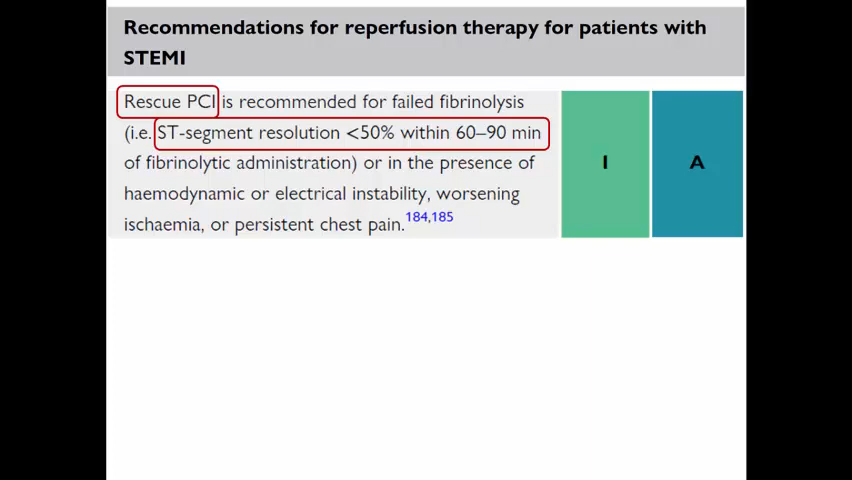 Recommendations for reperfusion therapy for patients with
STEMI
Rescue PCI is recommended for failed fibrinolysis
(i.e. ST-segment resolution <50% within 60–90 min
of fibrinolytic administration) or in the presence of
haemodynamic or electrical instability, worsening
ischaemia, or persistent chest pain.184,185
I
A